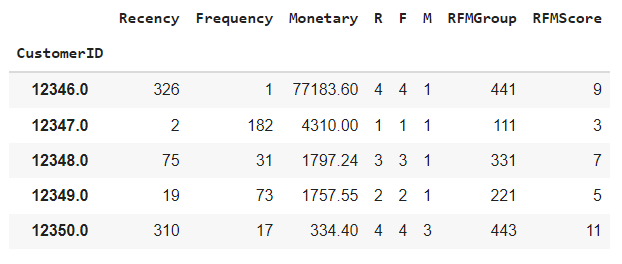 Recency Frequency Monetary R F M RFMGroup RFMScore
CustomerID
12346.0 326 1 77183.60 4 4 1 441 9
12347.0 2 182 4310.00 1 1 1 111 3
12348.0 75 31 1797.24 3 3 1 331 7
12349.0 19 73 1757.55 2 2 1 221 5
12350.0 310 17 334.40 4 4 3 443 11